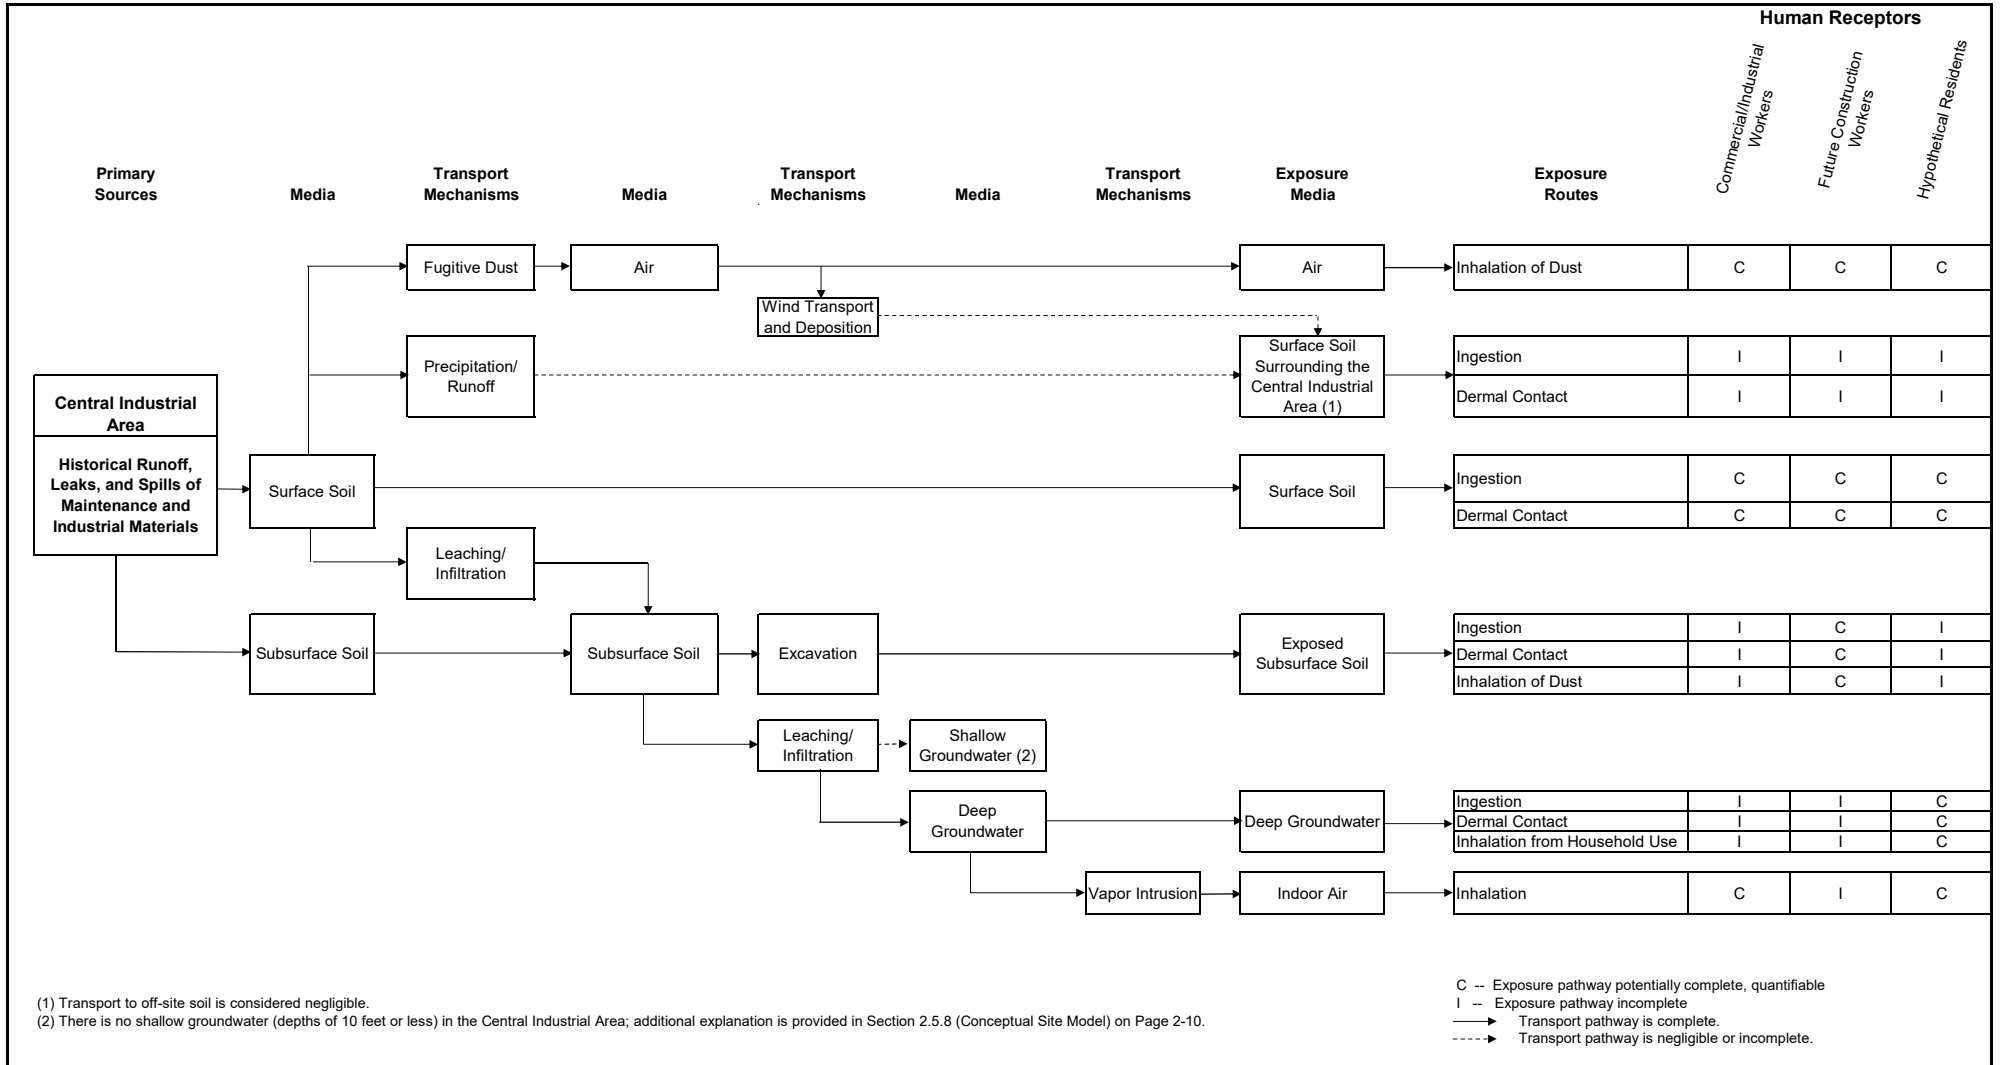 Human Receptors
Commercial/Industrial
Workers
Future Construction
Workers
Hypothetical Residents
Primary
Sources
Media
Transport
Mechanisms
Media
Transport
Mechanisms
Media
Transport
Mechanisms
Exposure
Media
Exposure
Routes
Fugitive Dust
Air
Air
Inhalation of Dust
C
C
C
Wind Transport
and Deposition
Precipitation/
Runoff
Surface Soil
Surrounding the
Central Industrial
Area (1)
Ingestion
I
I
I
Dermal Contact
I
I
I
Central Industrial
Area
Historical Runoff,
Leaks, and Spills of
Maintenance and
Industrial Materials
Surface Soil
Surface Soil
Ingestion
C
C
C
Dermal Contact
C
C
C
Leaching/
Infiltration
Subsurface Soil
Subsurface Soil
Excavation
Exposed
Subsurface Soil
Ingestion
I
C
I
Dermal Contact
I
C
I
Inhalation of Dust
I
C
I
Leaching/
Infiltration
Shallow
Groundwater (2)
Deep
Groundwater
Deep Groundwater
Ingestion
I
I
C
Dermal Contact
I
I
C
Inhalation from Household Use
I
I
C
Vapor Intrusion
Indoor Air
Inhalation
C
I
C
(1) Transport to off-site soil is considered negligible.
(2) There is no shallow groundwater (depths of 10 feet or less) in the Central Industrial Area; additional explanation is provided in Section 2.5.8 (Conceptual Site Model) on Page 2-10.
C -- Exposure pathway potentially complete, quantifiable
I -- Exposure pathway incomplete
Transport pathway is complete.
Transport pathway is negligible or incomplete.